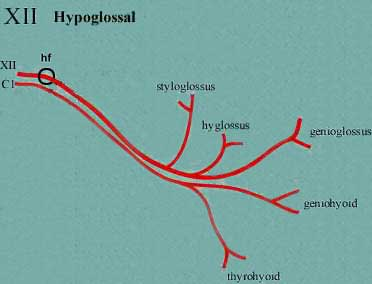 XII Hypoglossal
hf
XII
C1
styloglossus
hyglossus
genioglossus
geniohyoid
thyrohyoid